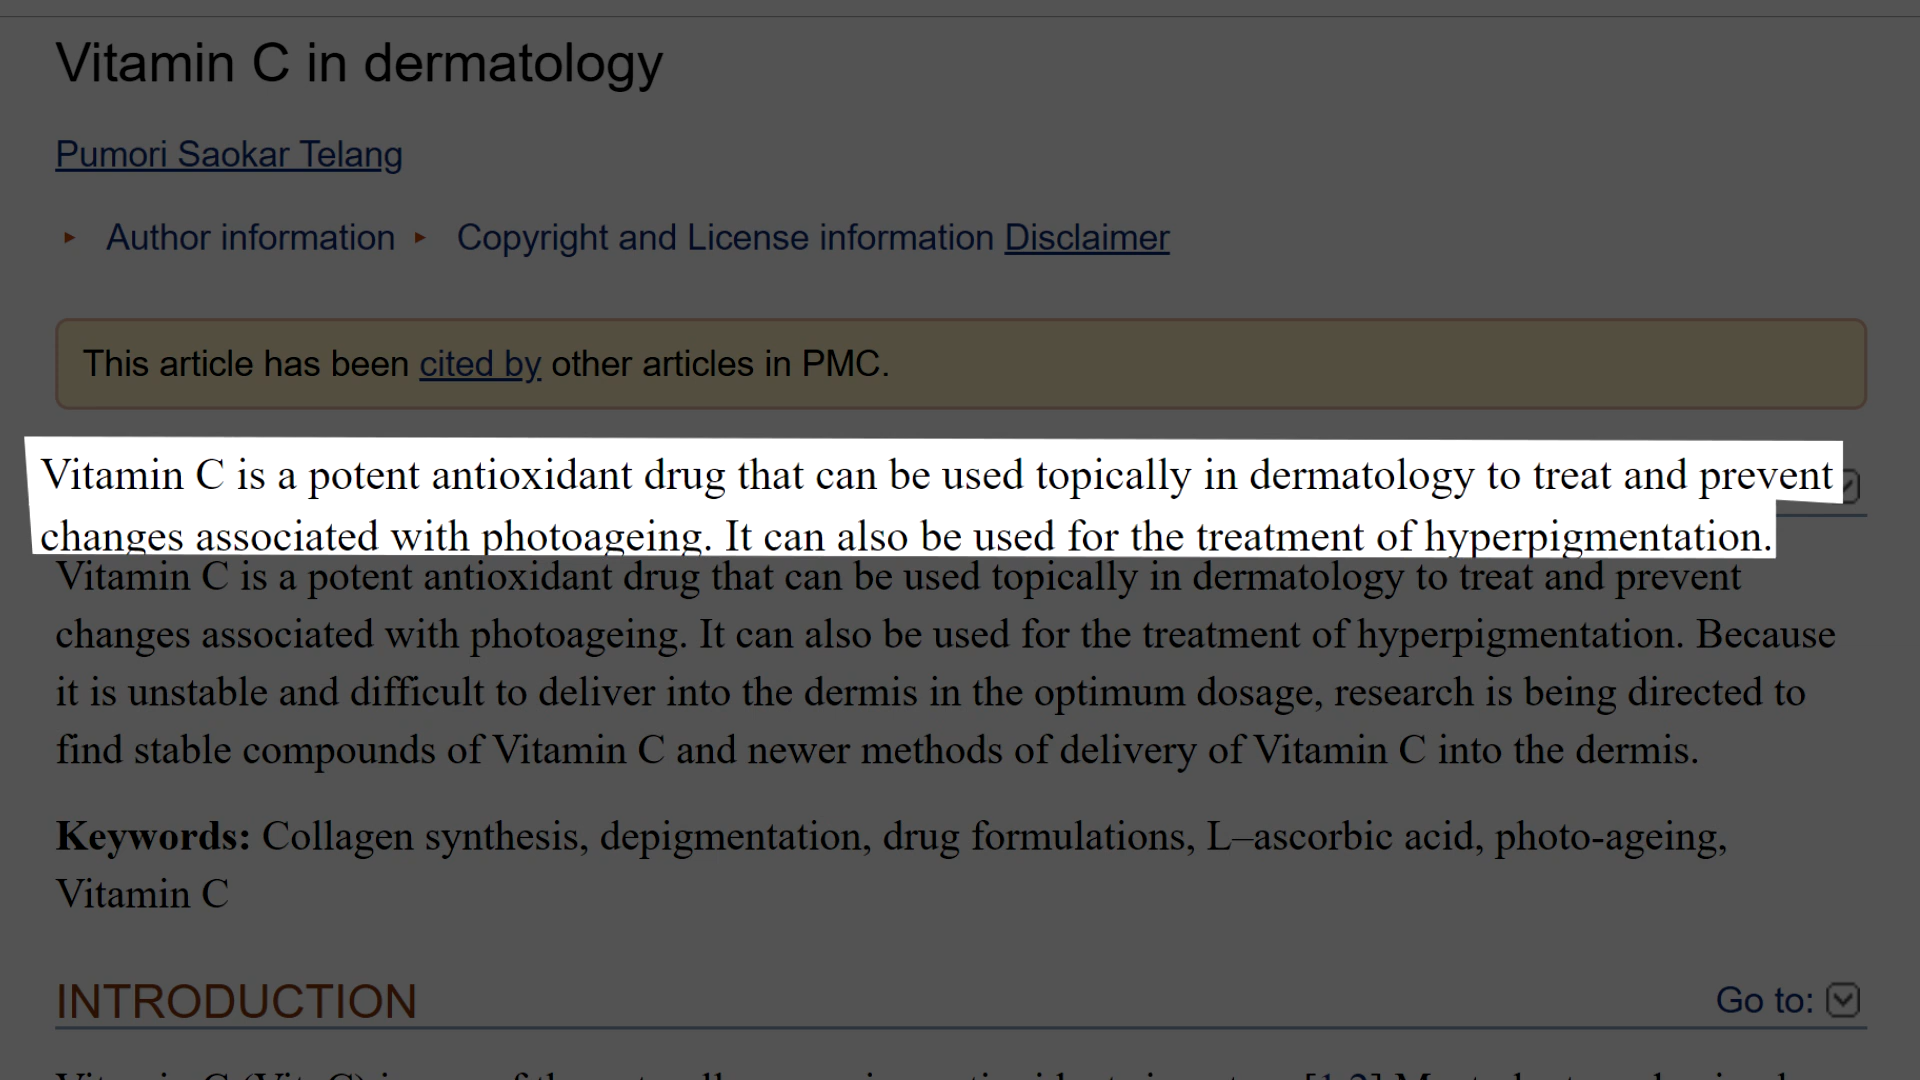 Vitamin C in dermatology
Pumori Saokar Telang
Author information Copyright and License information Disclaimer
This article has been cited by other articles in PMC.
Vitamin C is a potent antioxidant drug that can be used topically in dermatology to treat and prevent
changes associated with photoageing. It can also be used for the treatment of hyperpigmentation.
Vitamin C is a potent antioxidant drug that can be used topically in dermatology to treat and prevent
changes associated with photoageing. It can also be used for the treatment of hyperpigmentation. Because
it is unstable and difficult to deliver into the dermis in the optimum dosage, research is being directed to
find stable compounds of Vitamin C and newer methods of delivery of Vitamin C into the dermis.
Keywords: Collagen synthesis, depigmentation, drug formulations, L–ascorbic acid, photo-ageing,
Vitamin C
INTRODUCTION
Go to: